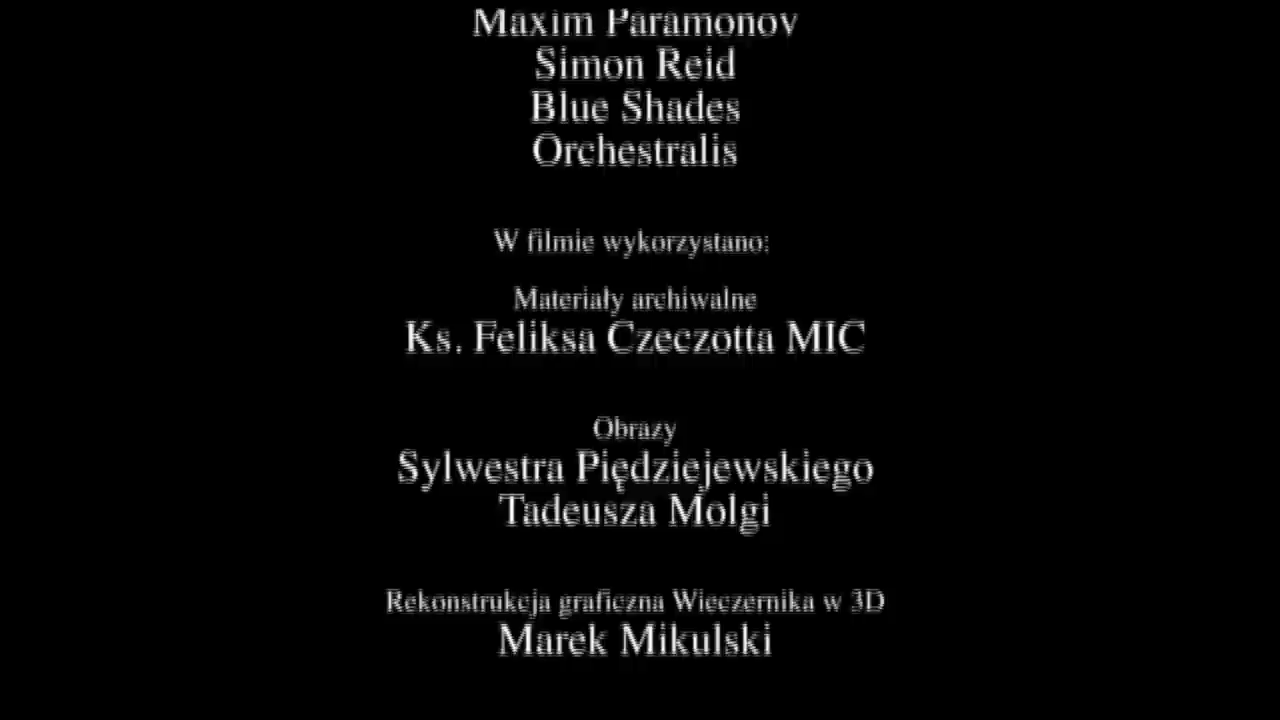 Maxim Paramonov
Simon Reid
Blue Shades
Orchestralis
W filmie wykorzystano:
Materiały archiwalne
Ks. Feliksa Czeczotta MIC
Obrazy
Sylwestra Piędziejewskiego
Tadeusza Molgi
Rekonstrukcja graficzna Wieczernika w 3D
Marek Mikulski